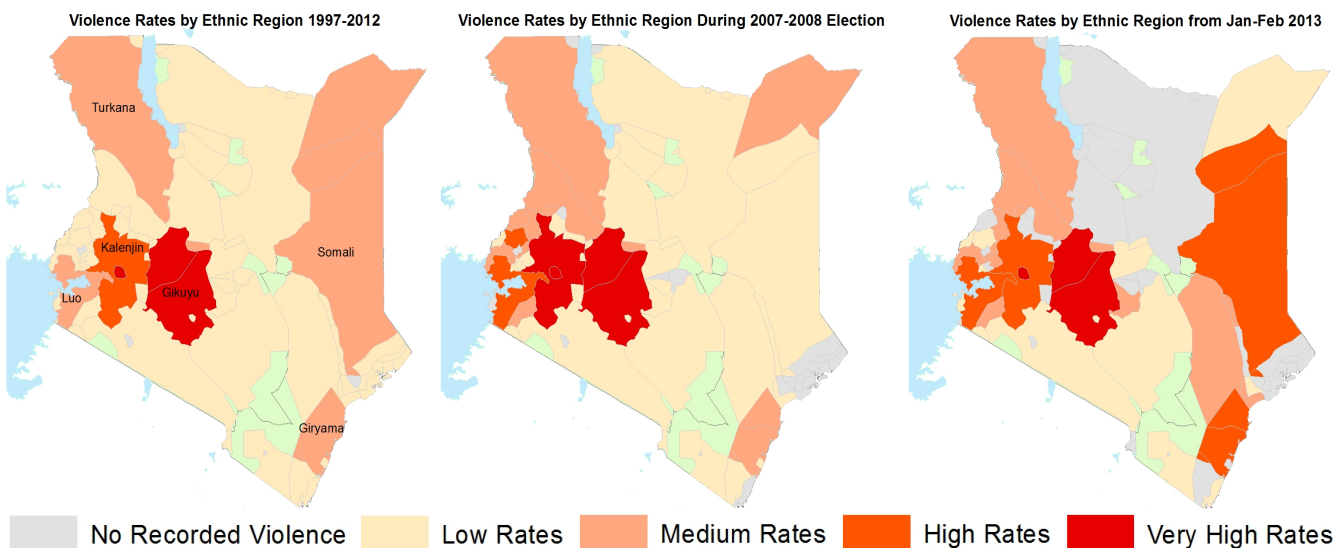 Violence Rates by Ethnic Region 1997-2012
Violence Rates by Ethnic Region During 2007-2008 Election
Violence Rates by Ethnic Region from Jan-Feb 2013
Turkana
Kalenjin
Somali
Gikuyu
Luo
Giryama
No Recorded Violence
Low Rates
Medium Rates
High Rates
Very High Rates